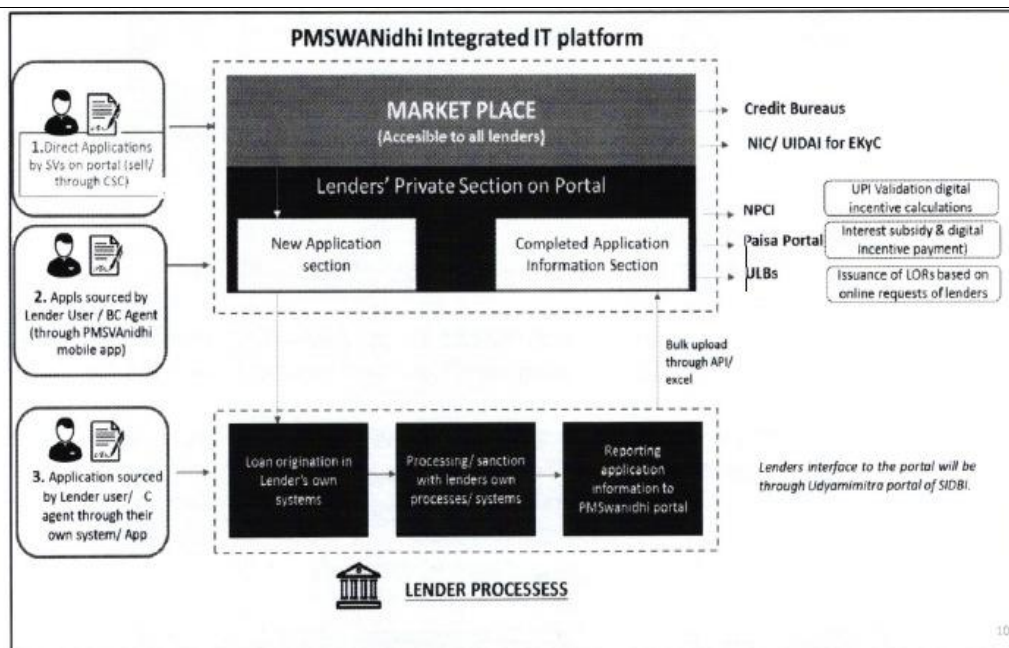 PMSWANidhi Integrated IT platform
1.Direct Applications
by SVs on portal (self/
through CSC)
MARKET PLACE
(Accesible to all lenders)
Lenders' Private Section on Portal
New Application
section
Completed Application
Information Section
Credit Bureaus
NIC/ UIDAI for EKyC
NPCI
UPI Validation digital
incentive calculations
Paisa Portal
Interest subsidy & digital
Incentive payment)
ULBs
Issuance of LORs based on
online requests of lenders
2. Appls sourced by
Lender User / BC Agent
(through PMSVAnidhi
mobile app)
Bulk upload
through API/
excel
3. Application sourced
by Lender user/ C
agent through their
own system/ App
Loan origination in
Lender's own
systems
Processing/ sanction
with lenders own
processes/ systems
Reporting
application
information to
PMSwanidhi portal
Lenders interface to the portal will be
through Udyamimitra portal of SIDBI.
LENDER PROCESSESS
10